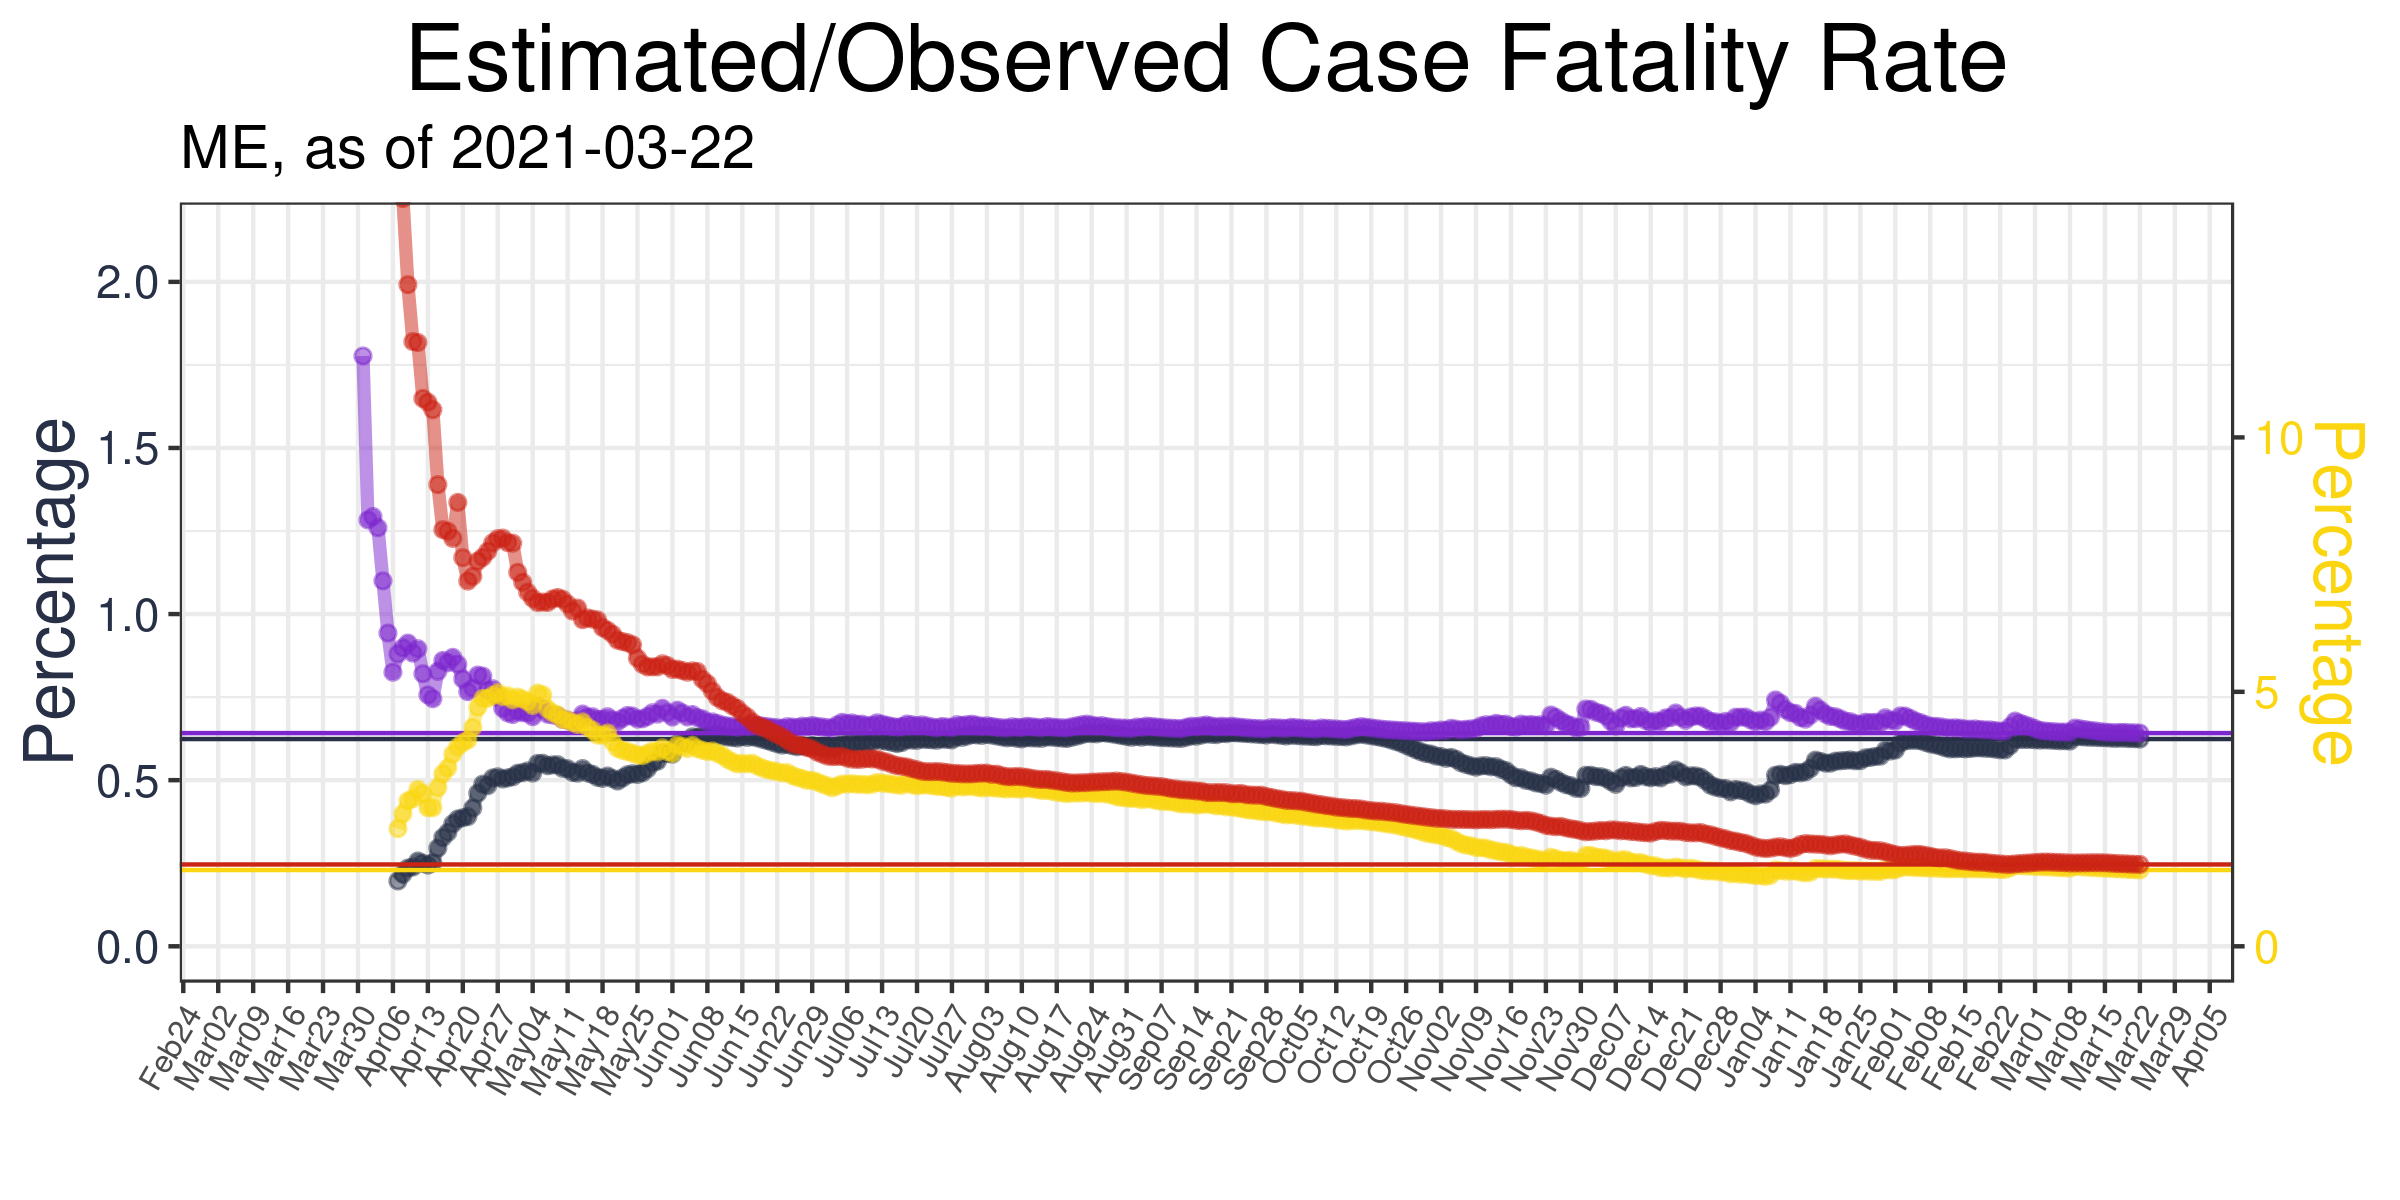 Estimated/Observed Case Fatality Rate
ME, as of 2021-03-22
Percentage
2.0
1.5
1.0
0.5
0.0
10
5
0
Percentage
Feb24
Mar02
Mar09
Mar16
Mar23
Mar30
Apr06
Apr13
Apr20
Apr27
May04
May11
May18
May25
Jun01
Jun08
Jun15
Jun22
Jun29
Jul06
Jul13
Jul20
Jul27
Aug03
Aug10
Aug17
Aug24
Aug31
Sep07
Sep14
Sep21
Sep28
Oct05
Oct12
Oct19
Oct26
Nov02
Nov09
Nov16
Nov23
Nov30
Dec07
Dec14
Dec21
Dec28
Jan04
Jan11
Jan18
Jan25
Feb01
Feb08
Feb15
Feb22
Mar01
Mar08
Mar15
Mar22
Mar29
Apr05